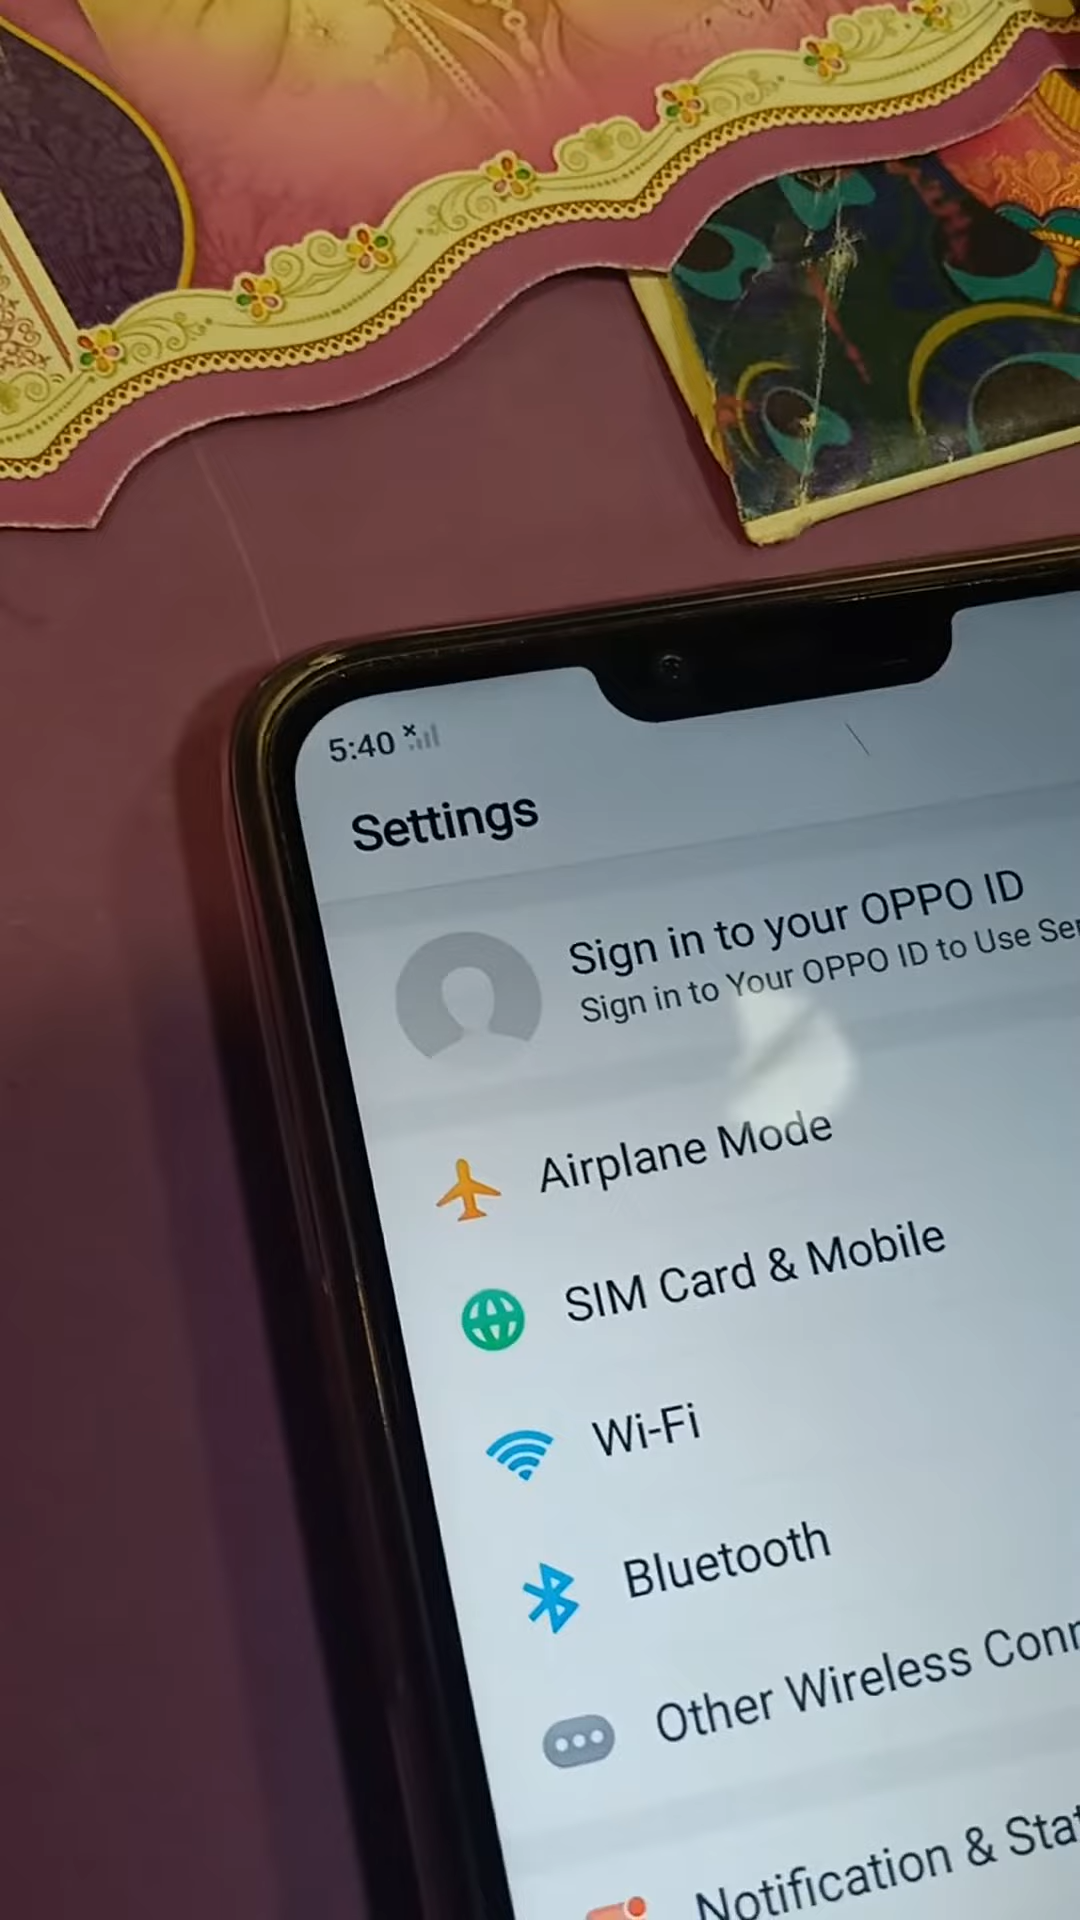 5:40
Settings
Sign in to your OPPO ID
Sign in to Your OPPO ID to Use
Airplane Mode
SIM Card & Mobile
Wi-Fi
Bluetooth
Other Wireless
Notification &